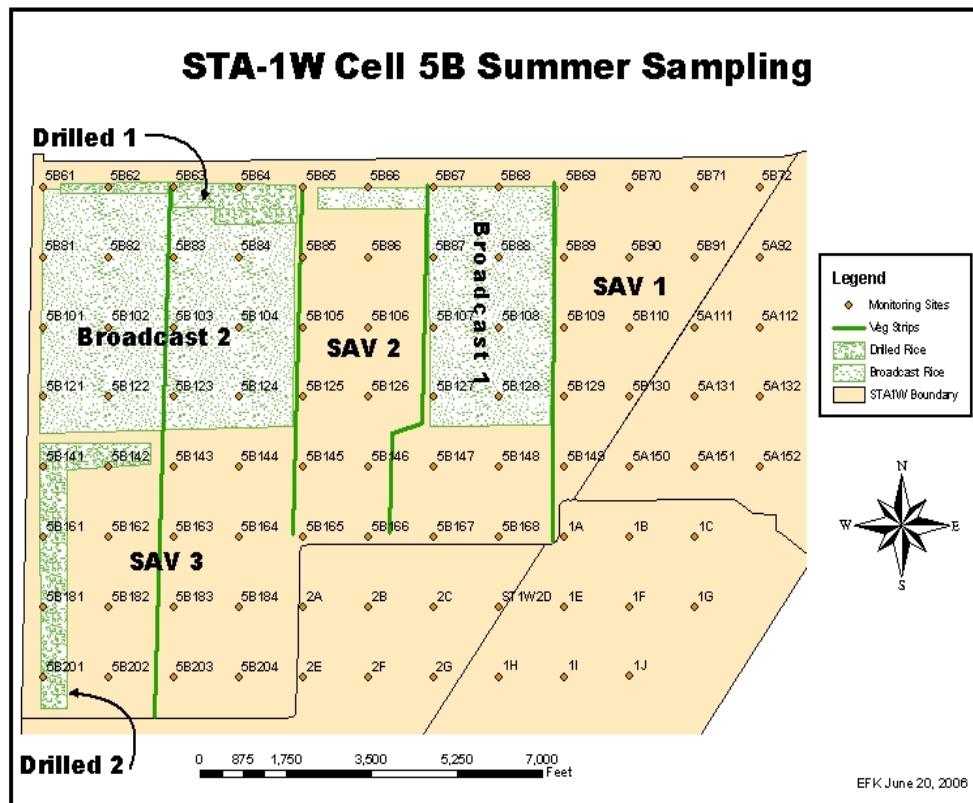 STA-1W Cell 5B Summer Sampling
Drilled 1
5B61 5B62 5B63 5B64 5B65 5B66 5B67 5B68 5B69 5B70 5B71 5B72
5B81 5B82 5B83 5B84 5B85 5B86 5B87 5B88 5B89 5B90 5B91 5A92
Broadcast 1
SAV 1
5B101 5B102 5B103 5B104 5B105 5B106 5B107 5B108 5B109 5B110 5A111 5A112
Broadcast 2
SAV 2
5B121 5B122 5B123 5B124 5B125 5B126 5B127 5B128 5B129 5B130 5A131 5A132
5B141 5B142 5B143 5B144 5B145 5B146 5B147 5B148 5B149 5A150 5A151 5A152
5B161 5B162 5B163 5B164 5B165 5B166 5B167 5B168 1A 1B 1C
SAV 3
5B181 5B182 5B183 5B184 2A 2B 2C ST1W2D 1E 1F 1G
5B201 5B202 5B203 5B204 2E 2F 2G 1H 1I 1J
Drilled 2
Legend
Monitoring Sites
Veg Strips
Drilled Rice
Broadcast Rice
STA1W Boundary
N
W E
S
0 875 1,750 3,500 5,250 7,000
Feet
EFK June 20, 2006